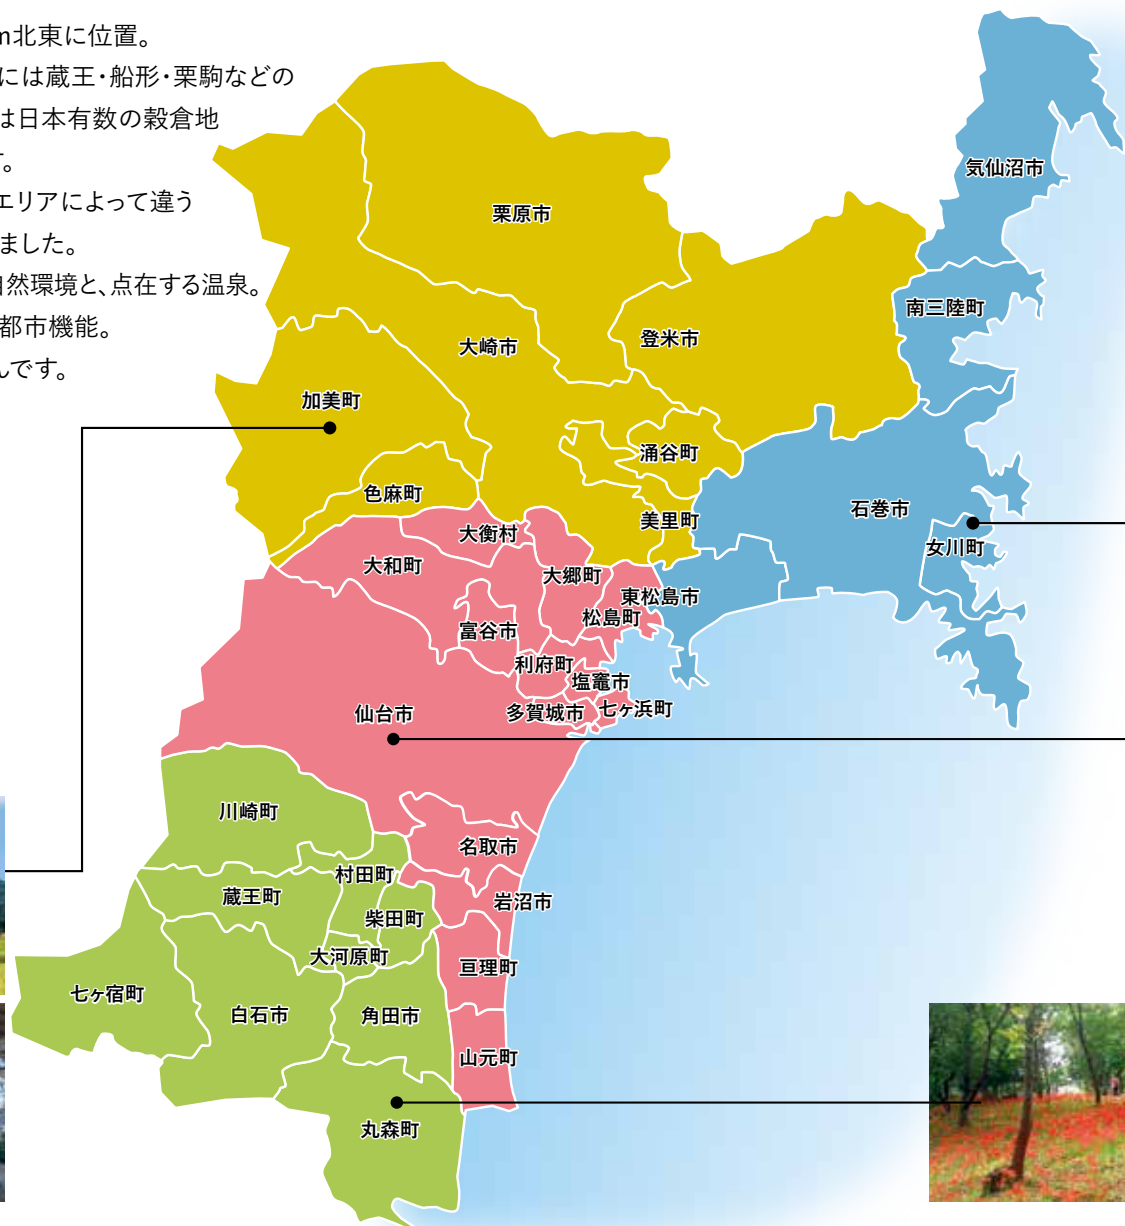 m北東に位置。
には蔵王・船形・栗駒などの
は日本有数の穀倉地
す。
エリアによって違う
ました。
自然環境と、点在する温泉。
都市機能。
んです。
気仙沼市
栗原市
南三陸町
登米市
大崎市
加美町
涌谷町
色麻町
石巻市
美里町
大衡村
女川町
大和町
大郷町
東松島市
松島町
富谷市
利府町
塩竈市
七ヶ浜町
多賀城市
仙台市
川崎町
名取市
村田町
蔵王町
岩沼市
柴田町
大河原町
亘理町
七ヶ宿町
白石市
角田市
山元町
丸森町